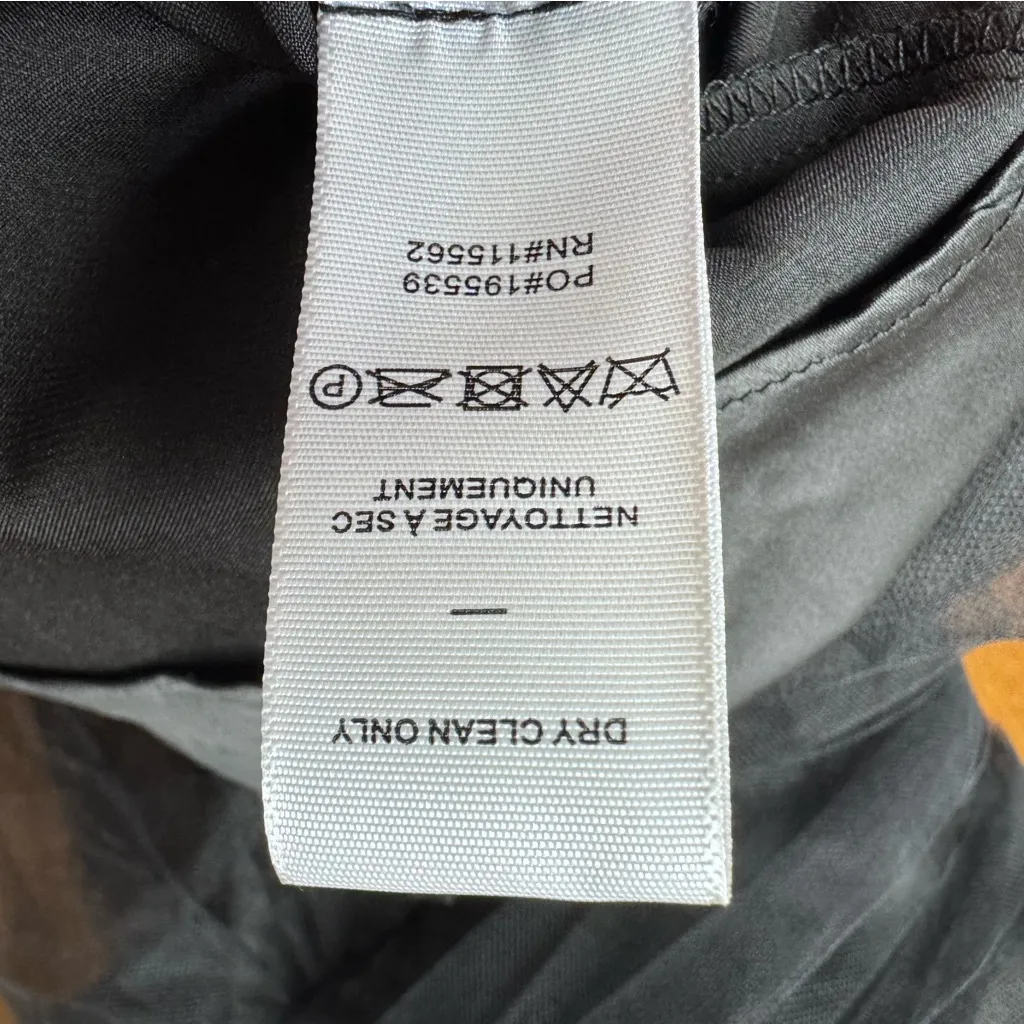 DRY CLEAN ONLY
—
NETTOYAGE À SEC
UNIQUEMENT
P
PO#195539
RN#115562